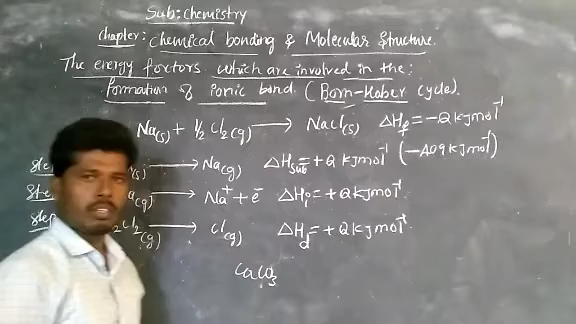 Sub: chemistry
chapter: chemical bonding & Molecular structure.
The energy factors which are involved in the:
formation of ionic bond (Born-Haber cycle).
Na(s) + ½ Cl2(g) ⟶ NaCl(s) ΔHf = -Q kJmol⁻¹
⟶ Na(g) ΔHsub = +Q kJmol⁻¹ (-409 kJmol⁻¹)
⟶ Na⁺ + e⁻ ΔHi = +Q kJmol⁻¹
Cl2(g) ⟶ Cl(g) ΔHd = +Q kJmol⁻¹
CaCO3